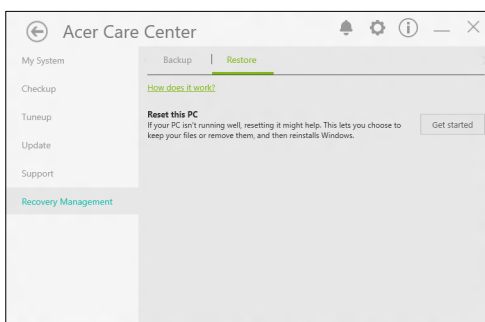 Acer Care Center
My System
Backup
Restore
Checkup
How does it work?
Tuneup
Reset this PC
If your PC isn't running well, resetting it might help. This lets you choose to
keep your files or remove them, and then reinstalls Windows.
Get started
Update
Support
Recovery Management